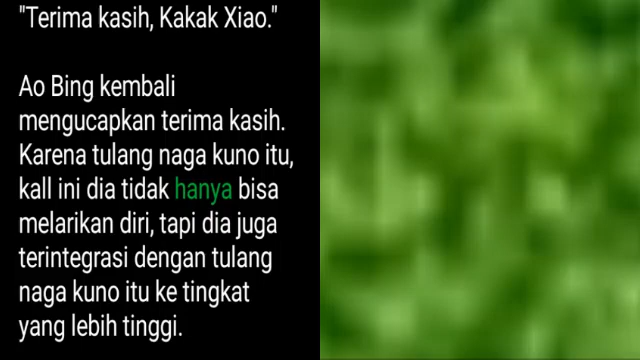 "Terima kasih, Kakak Xiao."
Ao Bing kembali
mengucapkan terima kasih.
Karena tulang naga kuno itu,
kall ini dia tidak hanya bisa
melarikan diri, tapi dia juga
terintegrasi dengan tulang
naga kuno itu ke tingkat
yang lebih tinggi.